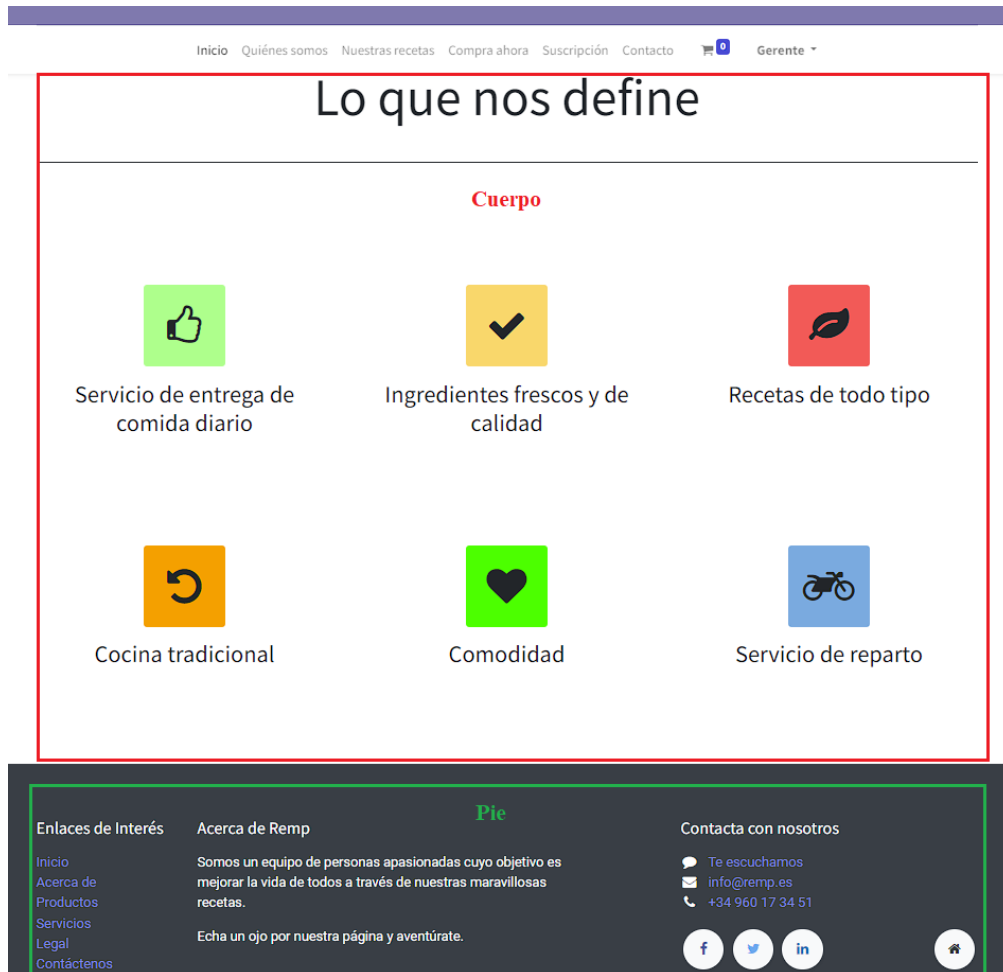 Inicio Quiénes somos Nuestras recetas Compra ahora Suscripción Contacto 0 Gerente
Lo que nos define
Cuerpo
Servicio de entrega de
comida diario
Ingredientes frescos y de
calidad
Recetas de todo tipo
Cocina tradicional
Comodidad
Servicio de reparto
Pie
Enlaces de Interés
Inicio
Acerca de
Productos
Servicios
Legal
Contáctenos
Acerca de Remp
Somos un equipo de personas apasionadas cuyo objetivo es
mejorar la vida de todos a través de nuestras maravillosas
recetas.
Echa un ojo por nuestra página y aventúrate.
Contacta con nosotros
Te escuchamos
info@remp.es
+34 960 17 34 51